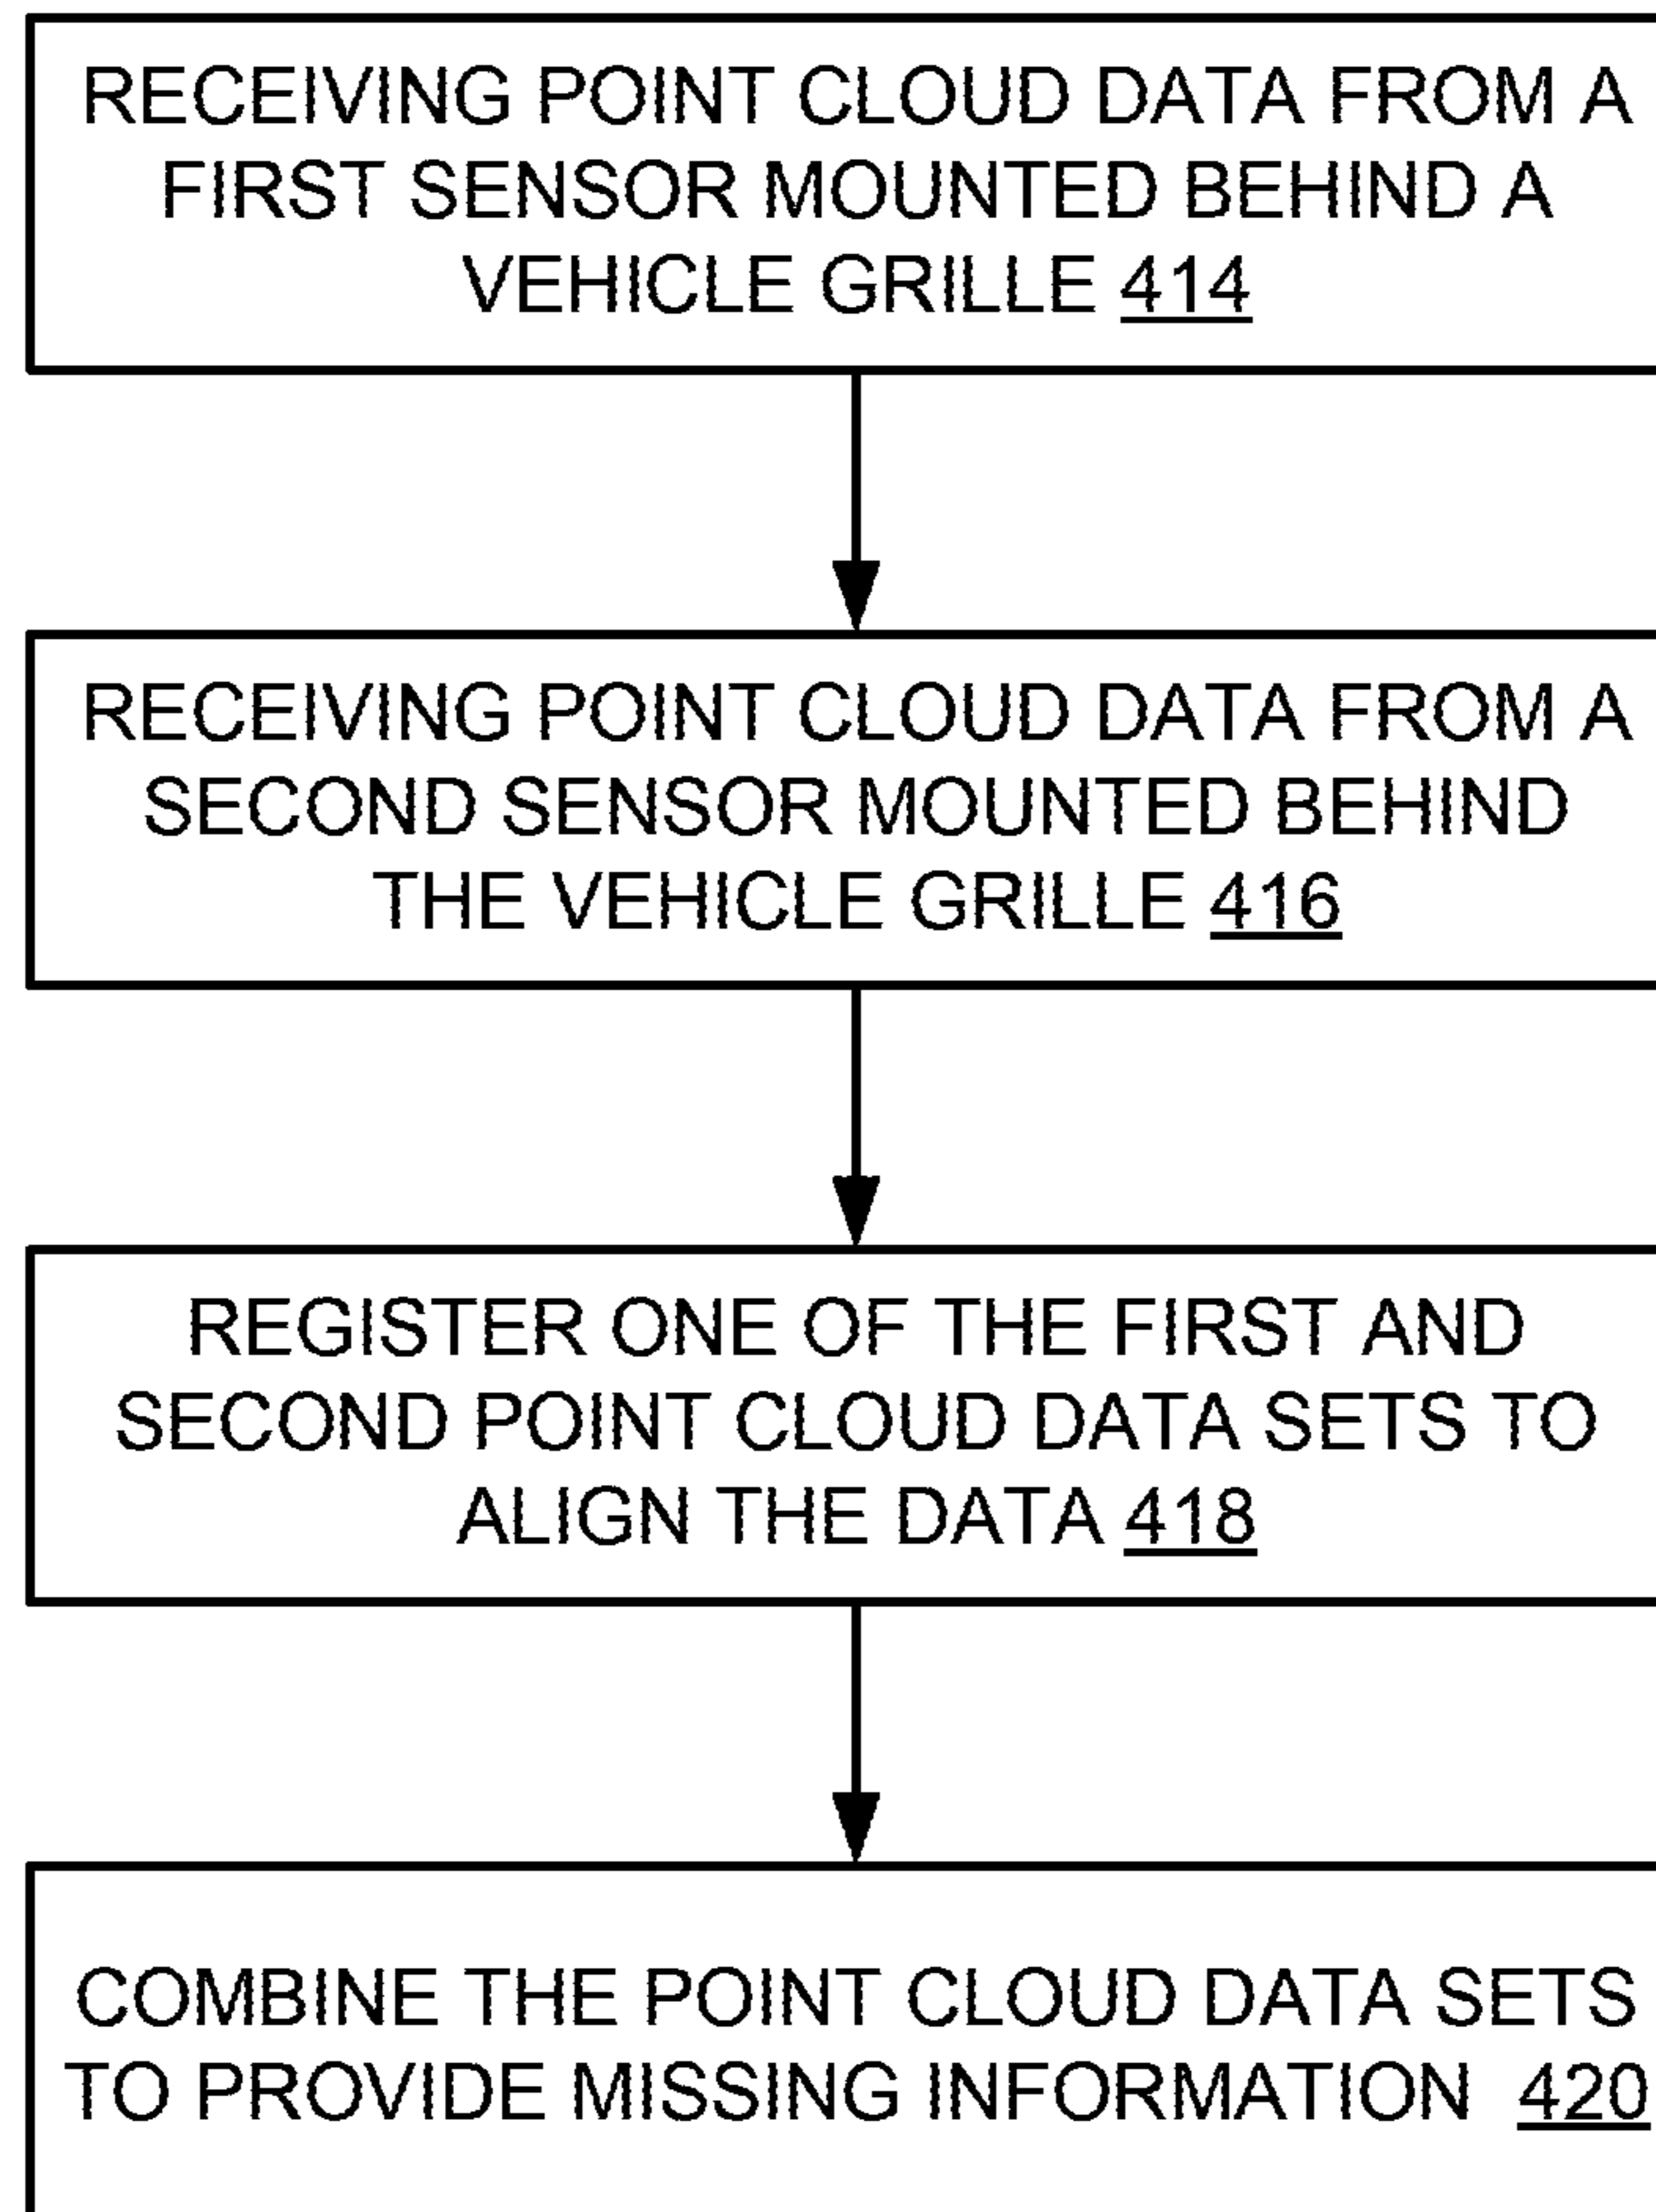 RECEIVING POINT CLOUD DATA FROM A
FIRST SENSOR MOUNTED BEHIND A
VEHICLE GRILLE 414
RECEIVING POINT CLOUD DATA FROM A
SECOND SENSOR MOUNTED BEHIND
THE VEHICLE GRILLE 416
REGISTER ONE OF THE FIRST AND
SECOND POINT CLOUD DATA SETS TO
ALIGN THE DATA 418
COMBINE THE POINT CLOUD DATA SETS
TO PROVIDE MISSING INFORMATION 420